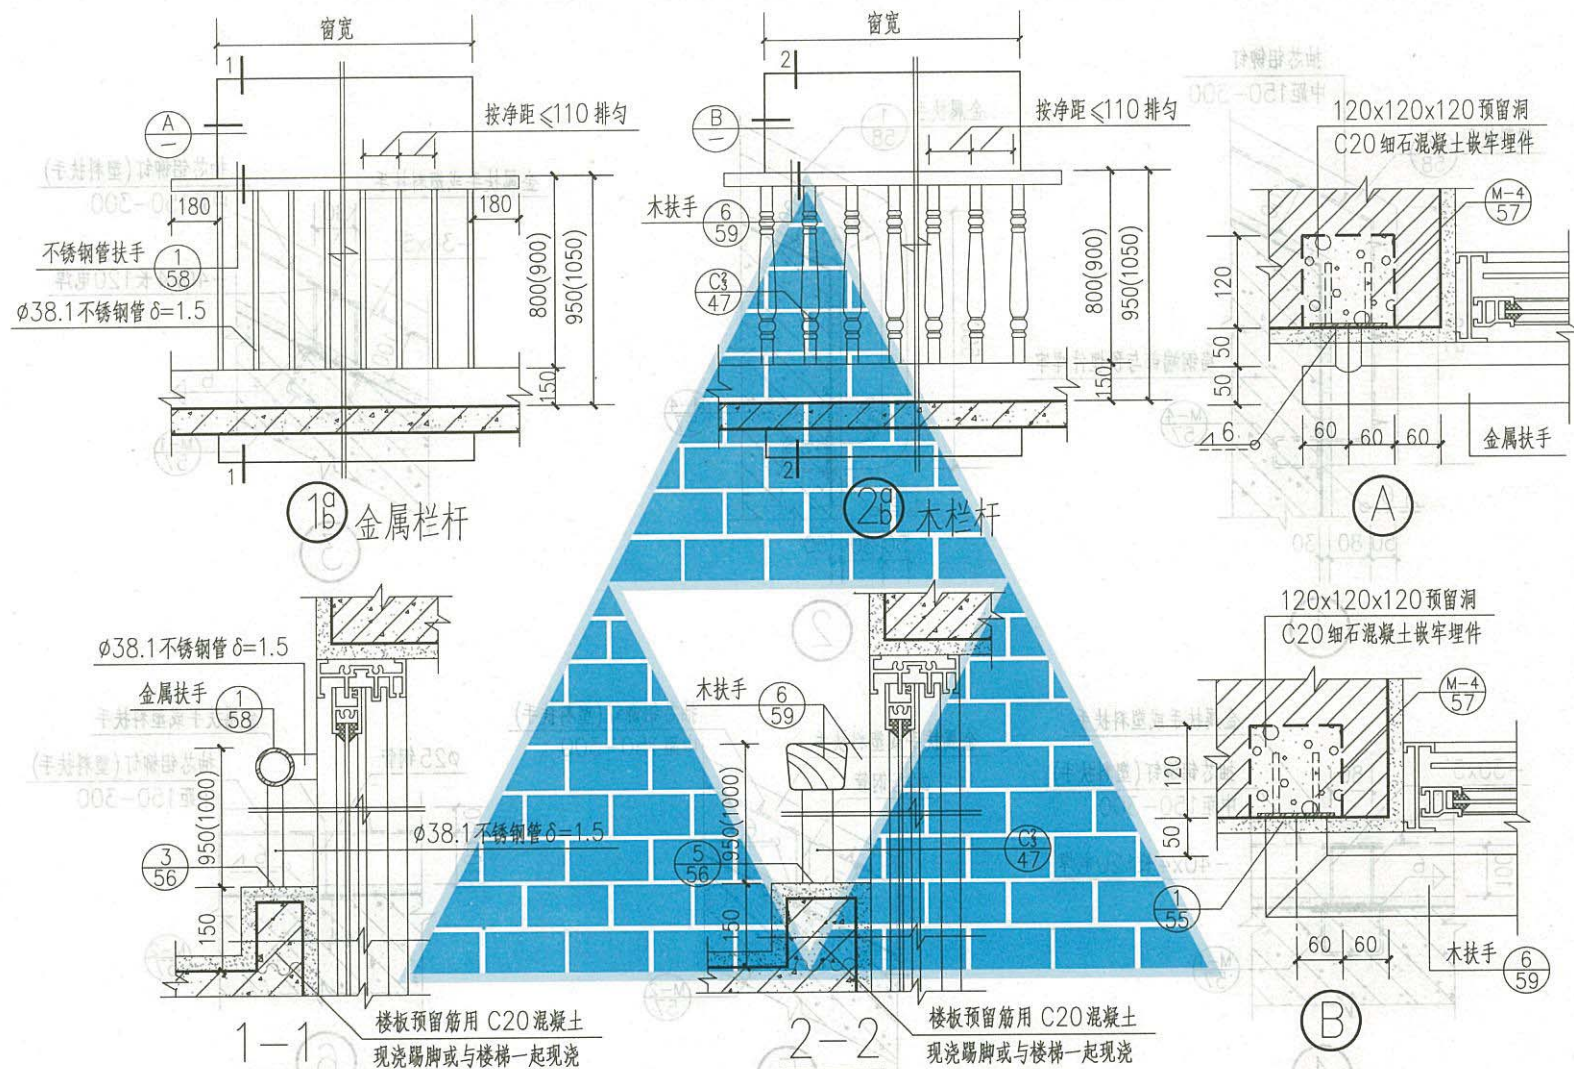 窗宽
1
A
—
按净距≤110排匀
180
180
不锈钢管扶手
1
58
φ38.1不锈钢管δ=1.5
800(900)
950(1050)
150
1
1a
b
金属栏杆
窗宽
2
B
—
按净距≤110排匀
木扶手
6
59
C2
3
47
800(900)
950(1050)
150
2
2a
b
木栏杆
120x120x120预留洞
C20细石混凝土嵌牢埋件
M-4
57
120
50
50
6
60
60
60
金属扶手
A
φ38.1不锈钢管δ=1.5
金属扶手
1
58
950(1000)
φ38.1不锈钢管δ=1.5
3
56
150
楼板预留筋用C20混凝土
现浇踢脚或与楼梯一起现浇
1-1
木扶手
6
59
950(1000)
5
56
C2
3
47
150
楼板预留筋用C20混凝土
现浇踢脚或与楼梯一起现浇
2-2
120x120x120预留洞
C20细石混凝土嵌牢埋件
M-4
57
120
50
1
55
60
60
木扶手
6
59
B